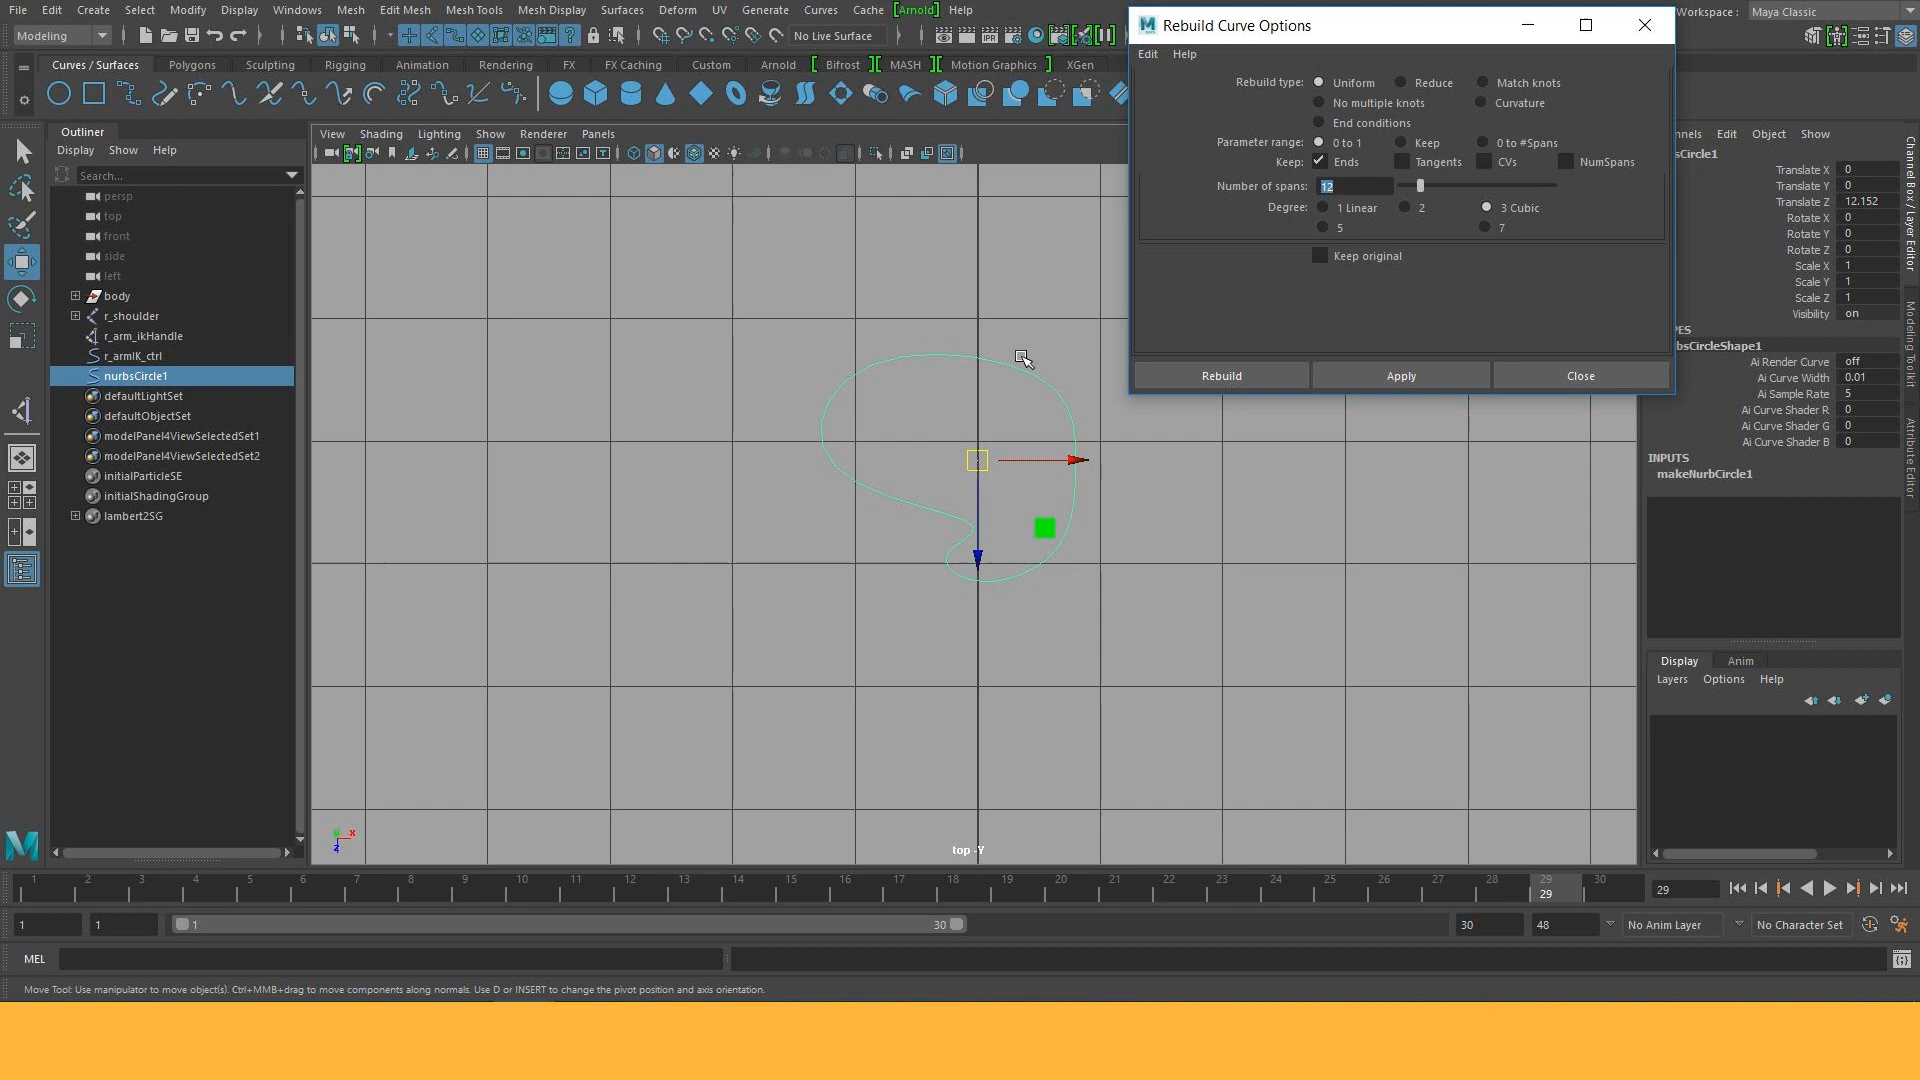 File Edit Create Select Modify Display Windows Mesh Edit Mesh Mesh Tools Mesh Display Curves Surfaces Deform UV Generate Cache [Arnold] Help
Workspace : Maya Classic
Rebuild Curve Options
Modeling
No Live Surface
Edit Help
Curves / Surfaces Polygons Sculpting Rigging Animation Rendering FX FX Caching Custom Arnold Bifrost MASH Motion Graphics XGen
Rebuild type: Uniform Reduce Match knots
No multiple knots Curvature
End conditions
Parameter range: 0 to 1 Keep 0 to #Spans
Keep: Ends Tangents CVs NumSpans
Number of spans: 12
Degree: 1 Linear 2 3 Cubic
5 7
Keep original
Rebuild Apply Close
Outliner
Display Show Help
Search...
persp
top
front
side
left
body
r_shoulder
r_arm_ikHandle
r_armIK_ctrl
nurbsCircle1
defaultLightSet
defaultObjectSet
modelPanel4ViewSelectedSet1
modelPanel4ViewSelectedSet2
initialParticleSE
initialShadingGroup
lambert2SG
View Shading Lighting Show Renderer Panels
x
z
top -Y
nnels Edit Object Show
sCircle1
Translate X 0
Translate Y 0
Translate Z 12.152
Rotate X 0
Rotate Y 0
Rotate Z 0
Scale X 1
Scale Y 1
Scale Z 1
Visibility on
PES
bsCircleShape1
Ai Render Curve off
Ai Curve Width 0.01
Ai Sample Rate 5
Ai Curve Shader R 0
Ai Curve Shader G 0
Ai Curve Shader B 0
INPUTS
makeNurbCircle1
Channel Box / Layer Editor
Modeling Toolkit
Attribute Editor
Display Anim
Layers Options Help
1 2 3 4 5 6 7 8 9 10 11 12 13 14 15 16 17 18 19 20 21 22 23 24 25 26 27 28 29 30
29
29
1 1 1 30 30 48 No Anim Layer No Character Set
MEL
Move Tool: Use manipulator to move object(s). Ctrl+MMB+drag to move components along normals. Use D or INSERT to change the pivot position and axis orientation.